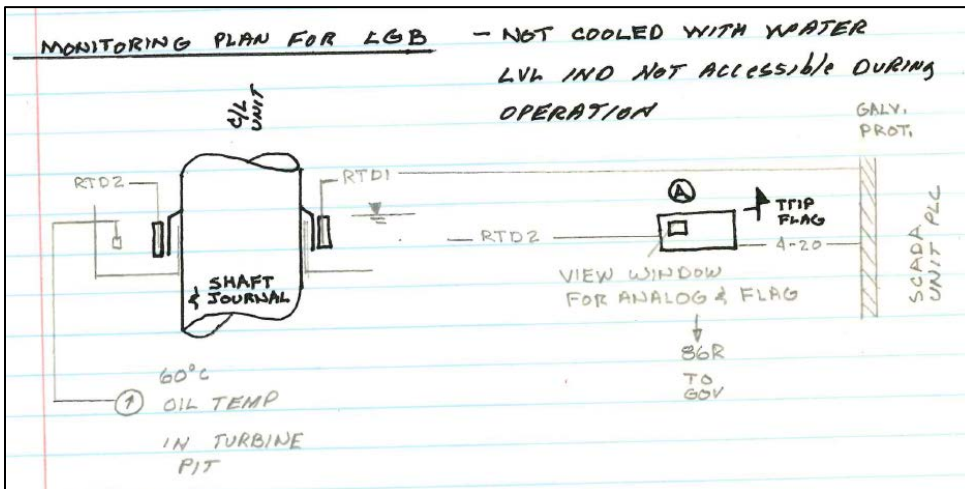 MONITORING PLAN FOR LGB
- NOT COOLED WITH WATER
LVL IND NOT ACCESSIBLE DURING
OPERATION
C/L
UNIT
GALV.
PROT.
RTD2
RTD1
A
TRIP
FLAG
RTD2
4-20
SCADA
UNIT PLC
VIEW WINDOW
FOR ANALOG & FLAG
SHAFT
& JOURNAL
86R
TO
GOV
60°C
OIL TEMP
IN TURBINE
PIT